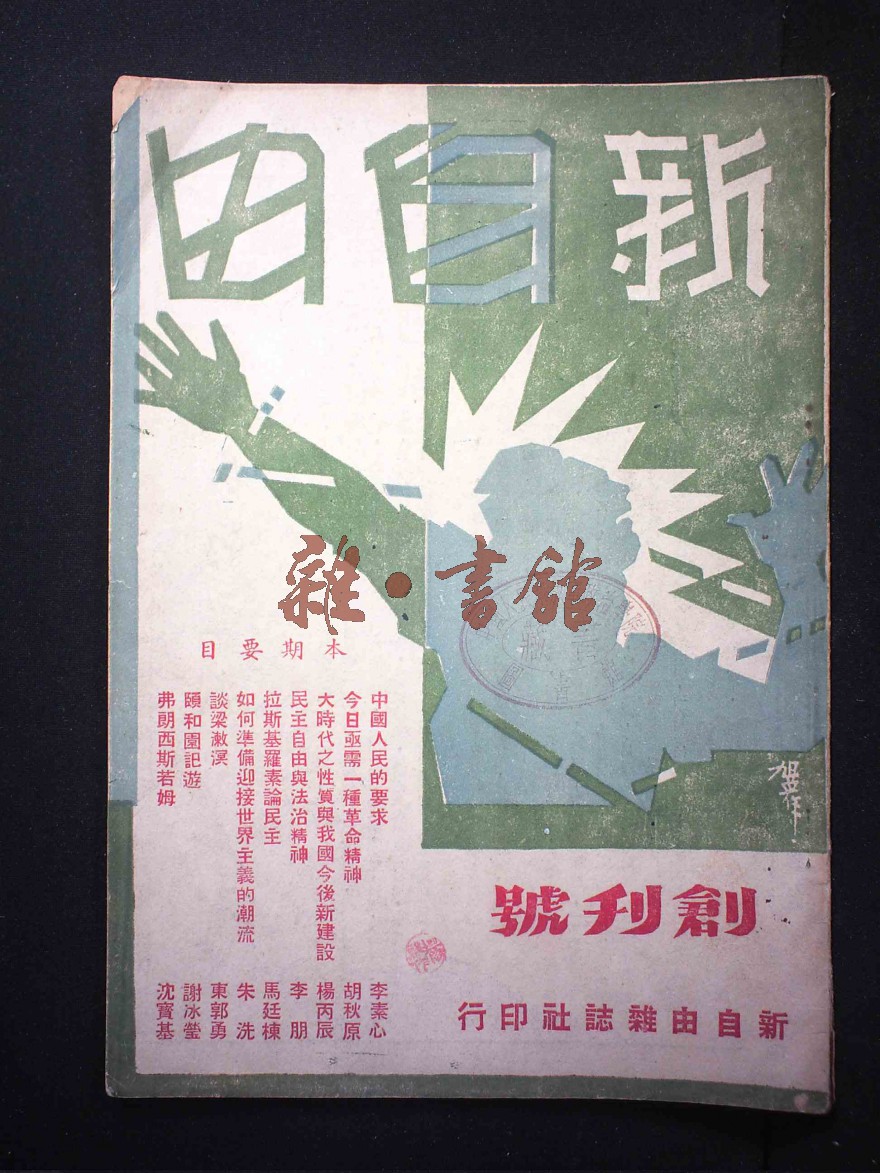 新自由
雜·書館
本期要目
中國人民的要求 李素心
今日亟需一種革命精神 胡秋原
大時代之性質與我國今後新建設 楊丙辰
民主自由與法治精神 李朋
拉斯基羅素論民主 馬廷棟
如何準備迎接世界主義的潮流 朱洗
談梁漱溟 東郭勇
頤和園記遊 謝冰瑩
弗朗西斯若姆 沈寶基
創刊號
新自由雜誌社印行